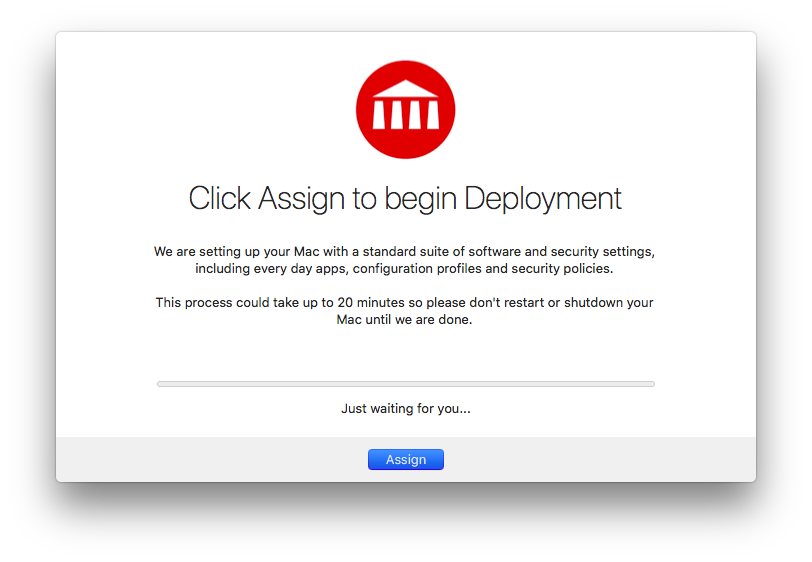 Click Assign to begin Deployment
We are setting up your Mac with a standard suite of software and security settings,
including every day apps, configuration profiles and security policies.
This process could take up to 20 minutes so please don't restart or shutdown your
Mac until we are done.
Just waiting for you...
Assign